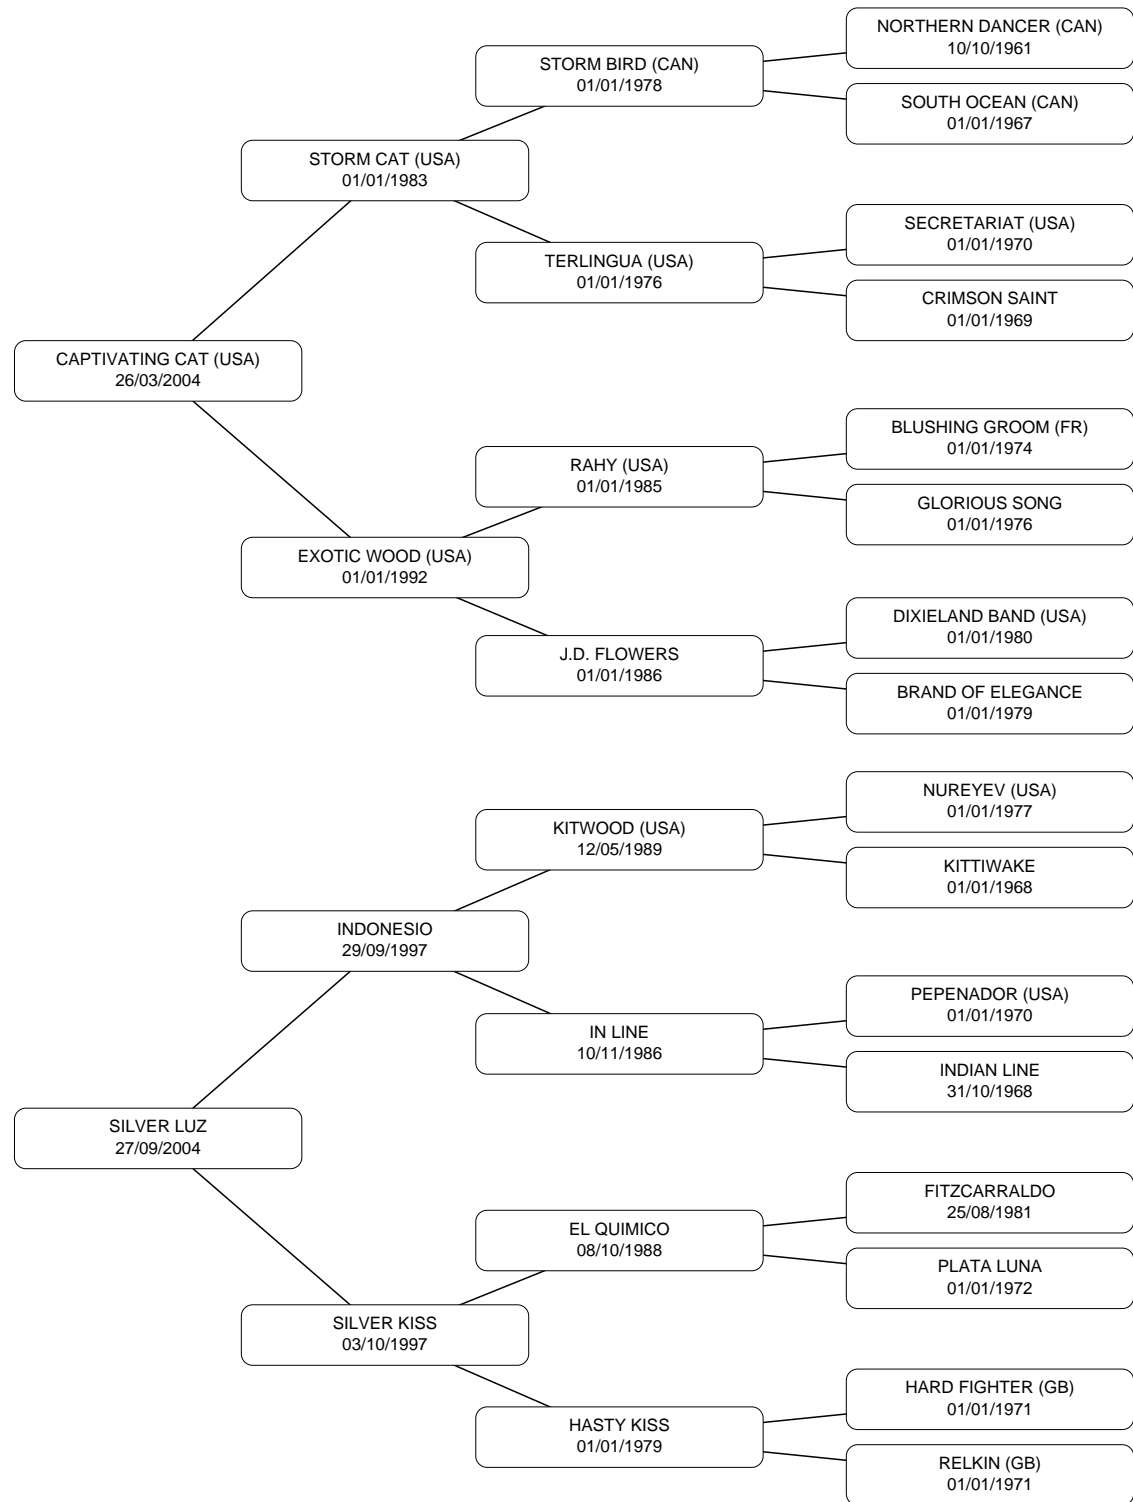 NORTHERN DANCER (CAN)
10/10/1961
STORM BIRD (CAN)
01/01/1978
SOUTH OCEAN (CAN)
01/01/1967
STORM CAT (USA)
01/01/1983
SECRETARIAT (USA)
01/01/1970
TERLINGUA (USA)
01/01/1976
CRIMSON SAINT
01/01/1969
CAPTIVATING CAT (USA)
26/03/2004
BLUSHING GROOM (FR)
01/01/1974
RAHY (USA)
01/01/1985
GLORIOUS SONG
01/01/1976
EXOTIC WOOD (USA)
01/01/1992
DIXIELAND BAND (USA)
01/01/1980
J.D. FLOWERS
01/01/1986
BRAND OF ELEGANCE
01/01/1979
NUREYEV (USA)
01/01/1977
KITWOOD (USA)
12/05/1989
KITTIWAKE
01/01/1968
INDONESIO
29/09/1997
PEPENADOR (USA)
01/01/1970
IN LINE
10/11/1986
INDIAN LINE
31/10/1968
SILVER LUZ
27/09/2004
FITZCARRALDO
25/08/1981
EL QUIMICO
08/10/1988
PLATA LUNA
01/01/1972
SILVER KISS
03/10/1997
HARD FIGHTER (GB)
01/01/1971
HASTY KISS
01/01/1979
RELKIN (GB)
01/01/1971